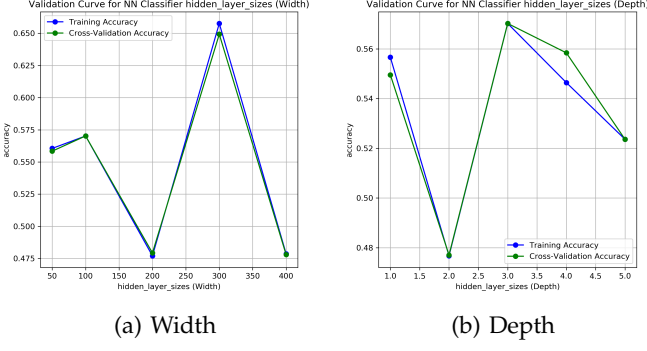 Validation Curve for NN Classifier hidden_layer_sizes (Width)
0.650
0.625
0.600
0.575
0.550
0.525
0.500
0.475
accuracy
Training Accuracy
Cross-Validation Accuracy
50 100 150 200 250 300 350 400
hidden_layer_sizes (Width)
(a) Width
Validation Curve for NN Classifier hidden_layer_sizes (Depth)
0.56
0.54
0.52
0.50
0.48
accuracy
Training Accuracy
Cross-Validation Accuracy
1.0 1.5 2.0 2.5 3.0 3.5 4.0 4.5 5.0
hidden_layer_sizes (Depth)
(b) Depth